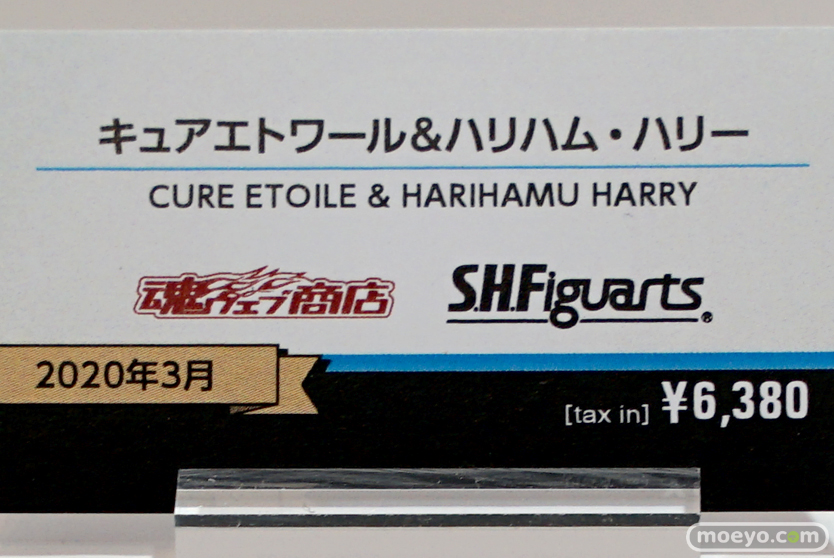 キュアエトワール&ハリハム・ハリー
CURE ETOILE & HARIHAMU HARRY
魂ウェブ商店
S.H.Figuarts®
2020年3月
[tax in] ¥6,380
moeyo.com